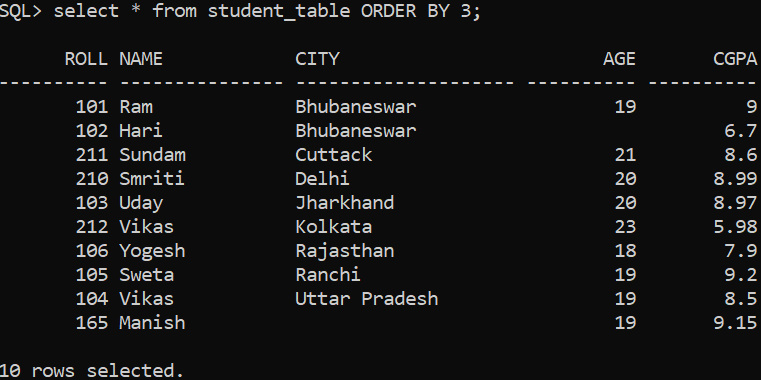 SQL> select * from student_table ORDER BY 3;
ROLL NAME CITY AGE CGPA
---------- --------------- -------------------- ---------- ----------
101 Ram Bhubaneswar 19 9
102 Hari Bhubaneswar 6.7
211 Sundam Cuttack 21 8.6
210 Smriti Delhi 20 8.99
103 Uday Jharkhand 20 8.97
212 Vikas Kolkata 23 5.98
106 Yogesh Rajasthan 18 7.9
105 Sweta Ranchi 19 9.2
104 Vikas Uttar Pradesh 19 8.5
165 Manish 19 9.15
10 rows selected.